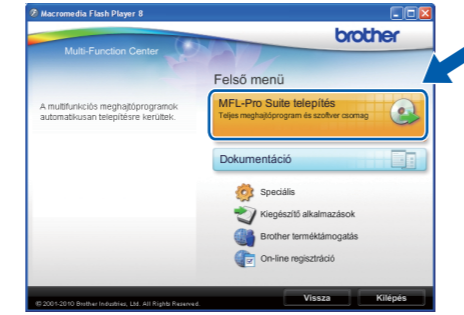 Macromedia Flash Player 8
brother
Multi-Function Center
Felső menü
A multifunkciós meghajtóprogramok
automatikusan telepítésre kerültek.
MFL-Pro Suite telepítés
Teljes meghajtóprogram és szoftver csomag
Dokumentáció
Speciális
Kiegészítő alkalmazások
Brother terméktámogatás
On-line regisztráció
© 2001-2010 Brother Industries, Ltd. All Rights Reserved.
Vissza
Kilépés